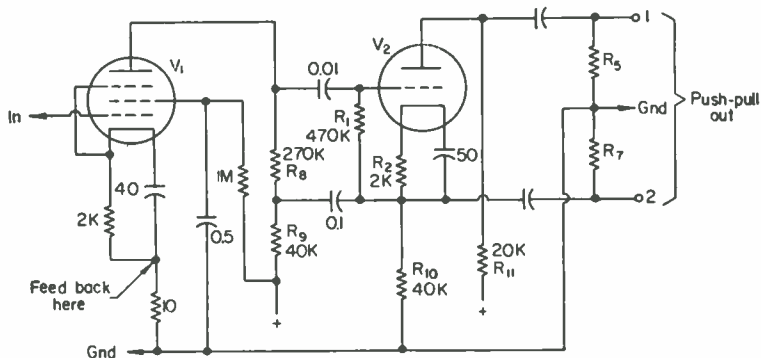 V1
V2
In
0.01
R1
470K
R2
2K
50
R5
R7
1
2
Gnd
Push-pull
out
40
2K
1M
0.5
270K
R8
R9
40K
0.1
R10
40K
20K
R11
+
+
Feed back
here
10
Gnd